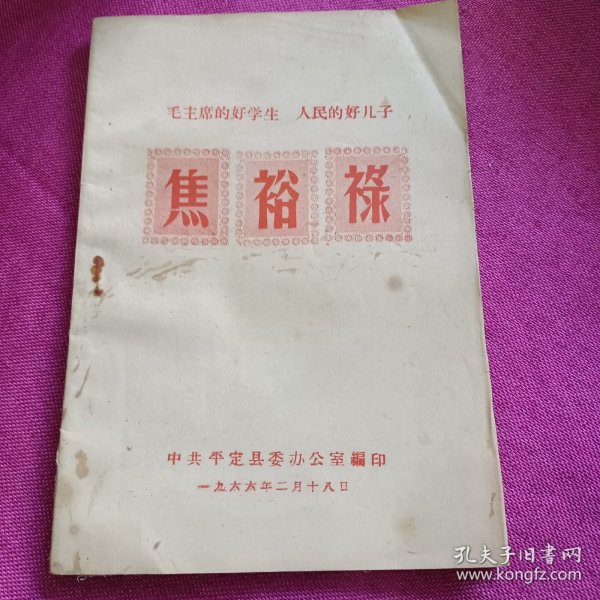 毛主席的好学生 人民的好儿子
焦裕祿
中共平定县委办公室編印
一九六六年二月十八日
孔夫子旧书网
www.kongfz.com